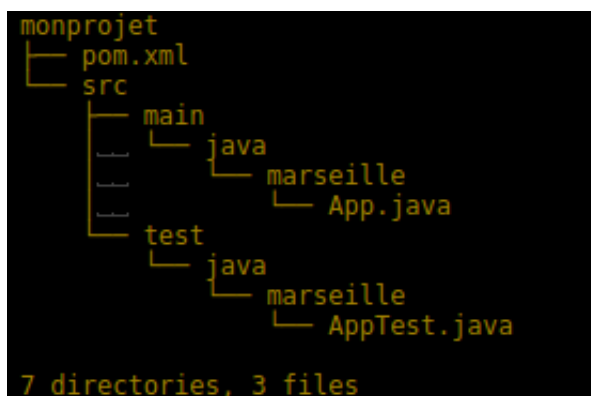 monprojet
├── pom.xml
└── src
    ├── main
    │   └── java
    │       └── marseille
    │           └── App.java
    └── test
        └── java
            └── marseille
                └── AppTest.java
7 directories, 3 files